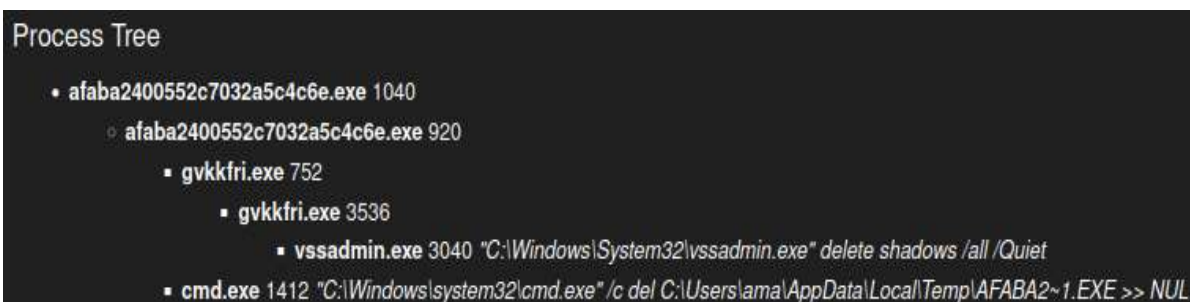 Process Tree
afaba2400552c7032a5c4c6e.exe 1040
afaba2400552c7032a5c4c6e.exe 920
gvkkfri.exe 752
gvkkfri.exe 3536
vssadmin.exe 3040 "C:\Windows\System32\vssadmin.exe" delete shadows /all /Quiet
cmd.exe 1412 "C:\Windows\system32\cmd.exe" /c del C:\Users\ama\AppData\Local\Temp\AFABA2~1.EXE >> NUL